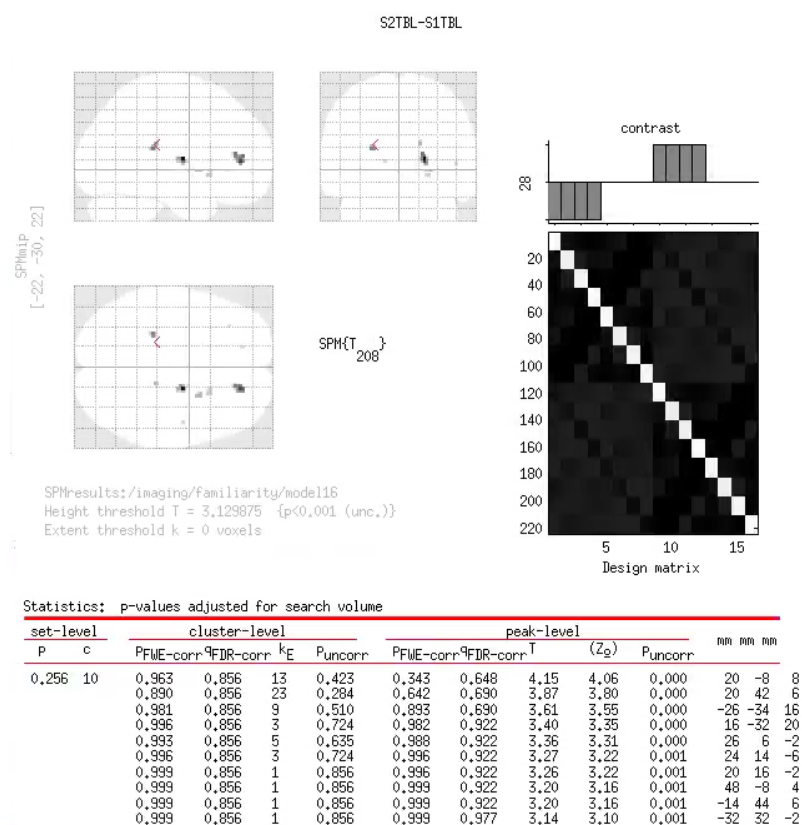 S2TBL-S1TBL
SPMmip
[-22, -30, 22]
SPM{T208}
contrast
28
20
40
60
80
100
120
140
160
180
200
220
5 10 15
Design matrix
SPMresults:/imaging/familiarity/model16
Height threshold T = 3.129875 {p<0.001 (unc.)}
Extent threshold k = 0 voxels
Statistics: p-values adjusted for search volume
set-level cluster-level peak-level mm mm mm
P c PFWE-corr qFDR-corr kE Puncorr PFWE-corr qFDR-corr T (Zo) Puncorr
0.256 10 0.963 0.856 13 0.423 0.343 0.648 4.15 4.06 0.000 20 -8 8
0.890 0.856 23 0.284 0.642 0.690 3.87 3.80 0.000 20 42 6
0.981 0.856 9 0.510 0.893 0.690 3.61 3.55 0.000 -26 -34 16
0.996 0.856 3 0.724 0.982 0.922 3.40 3.35 0.000 16 -32 20
0.993 0.856 5 0.635 0.988 0.922 3.36 3.31 0.000 26 6 -2
0.996 0.856 3 0.724 0.996 0.922 3.27 3.22 0.001 24 14 -6
0.999 0.856 1 0.856 0.996 0.922 3.26 3.22 0.001 20 16 -2
0.999 0.856 1 0.856 0.999 0.922 3.20 3.16 0.001 48 -8 4
0.999 0.856 1 0.856 0.999 0.922 3.20 3.16 0.001 -14 44 6
0.999 0.856 1 0.856 0.999 0.977 3.14 3.10 0.001 -32 32 -2